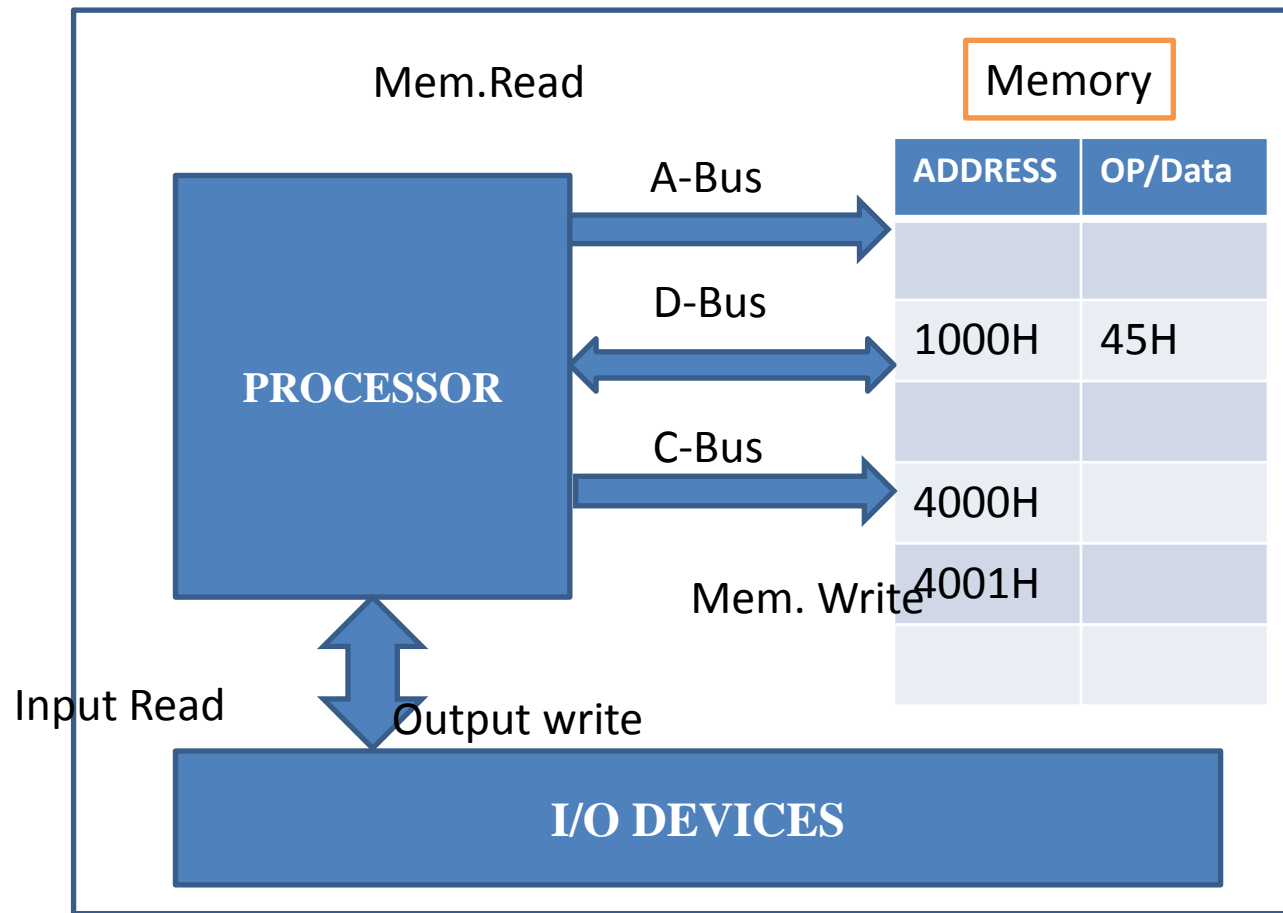 Mem.Read
Memory
A-Bus
ADDRESS OP/Data
D-Bus
1000H 45H
PROCESSOR
C-Bus
4000H
Mem. Write
4001H
Input Read
Output write
I/O DEVICES